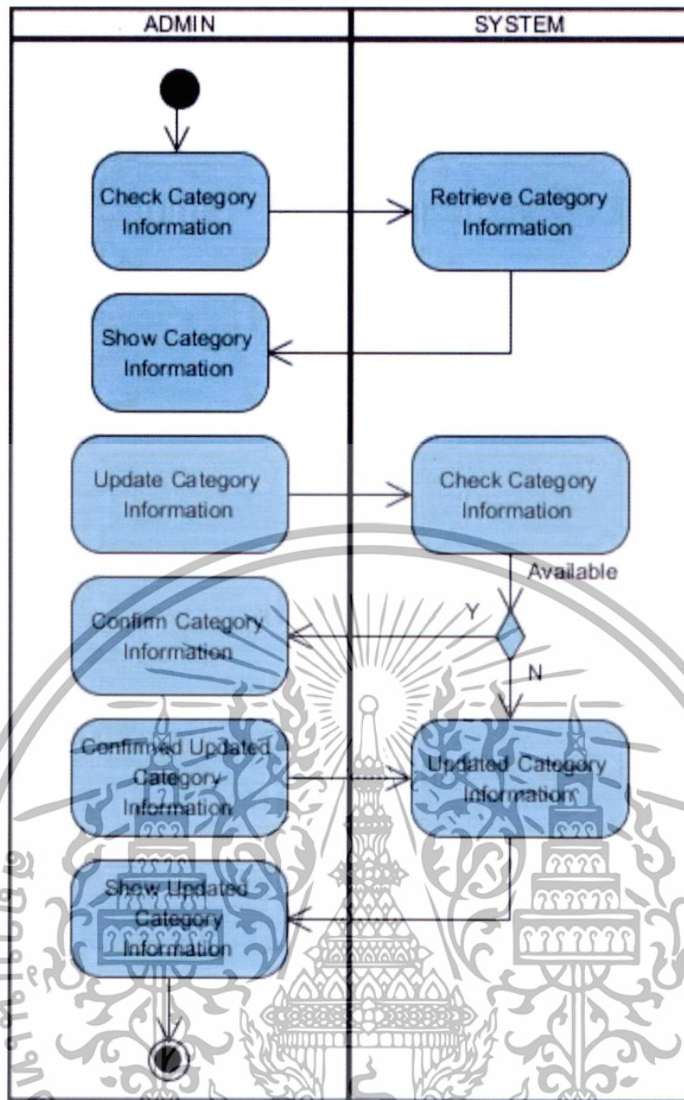 ADMIN
SYSTEM
Check Category
Information
Retrieve Category
Information
Show Category
Information
Update Category
Information
Check Category
Information
Available
Y
Confirm Category
Information
N
Confirmed Updated
Category
Information
Updated Category
Information
Show Updated
Category
Information